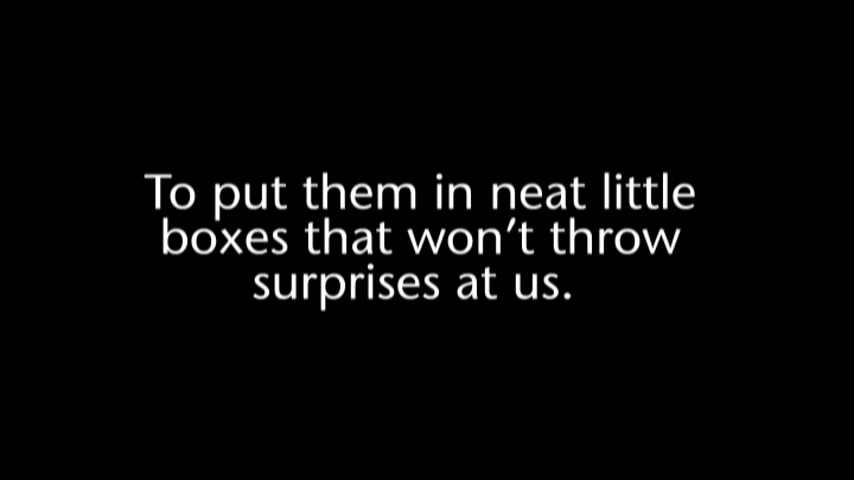 To put them in neat little
boxes that won’t throw
surprises at us.